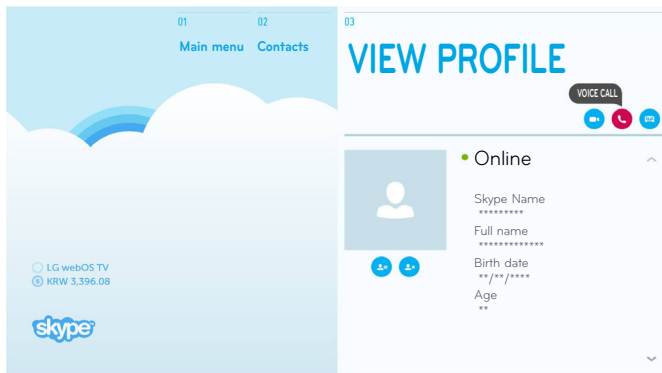 01
02
Main menu
Contacts
LG webOS TV
KRW 3,396.08
skype
03
VIEW PROFILE
VOICE CALL
Online
Skype Name
*********
Full name
*************
Birth date
**/**/****
Age
**